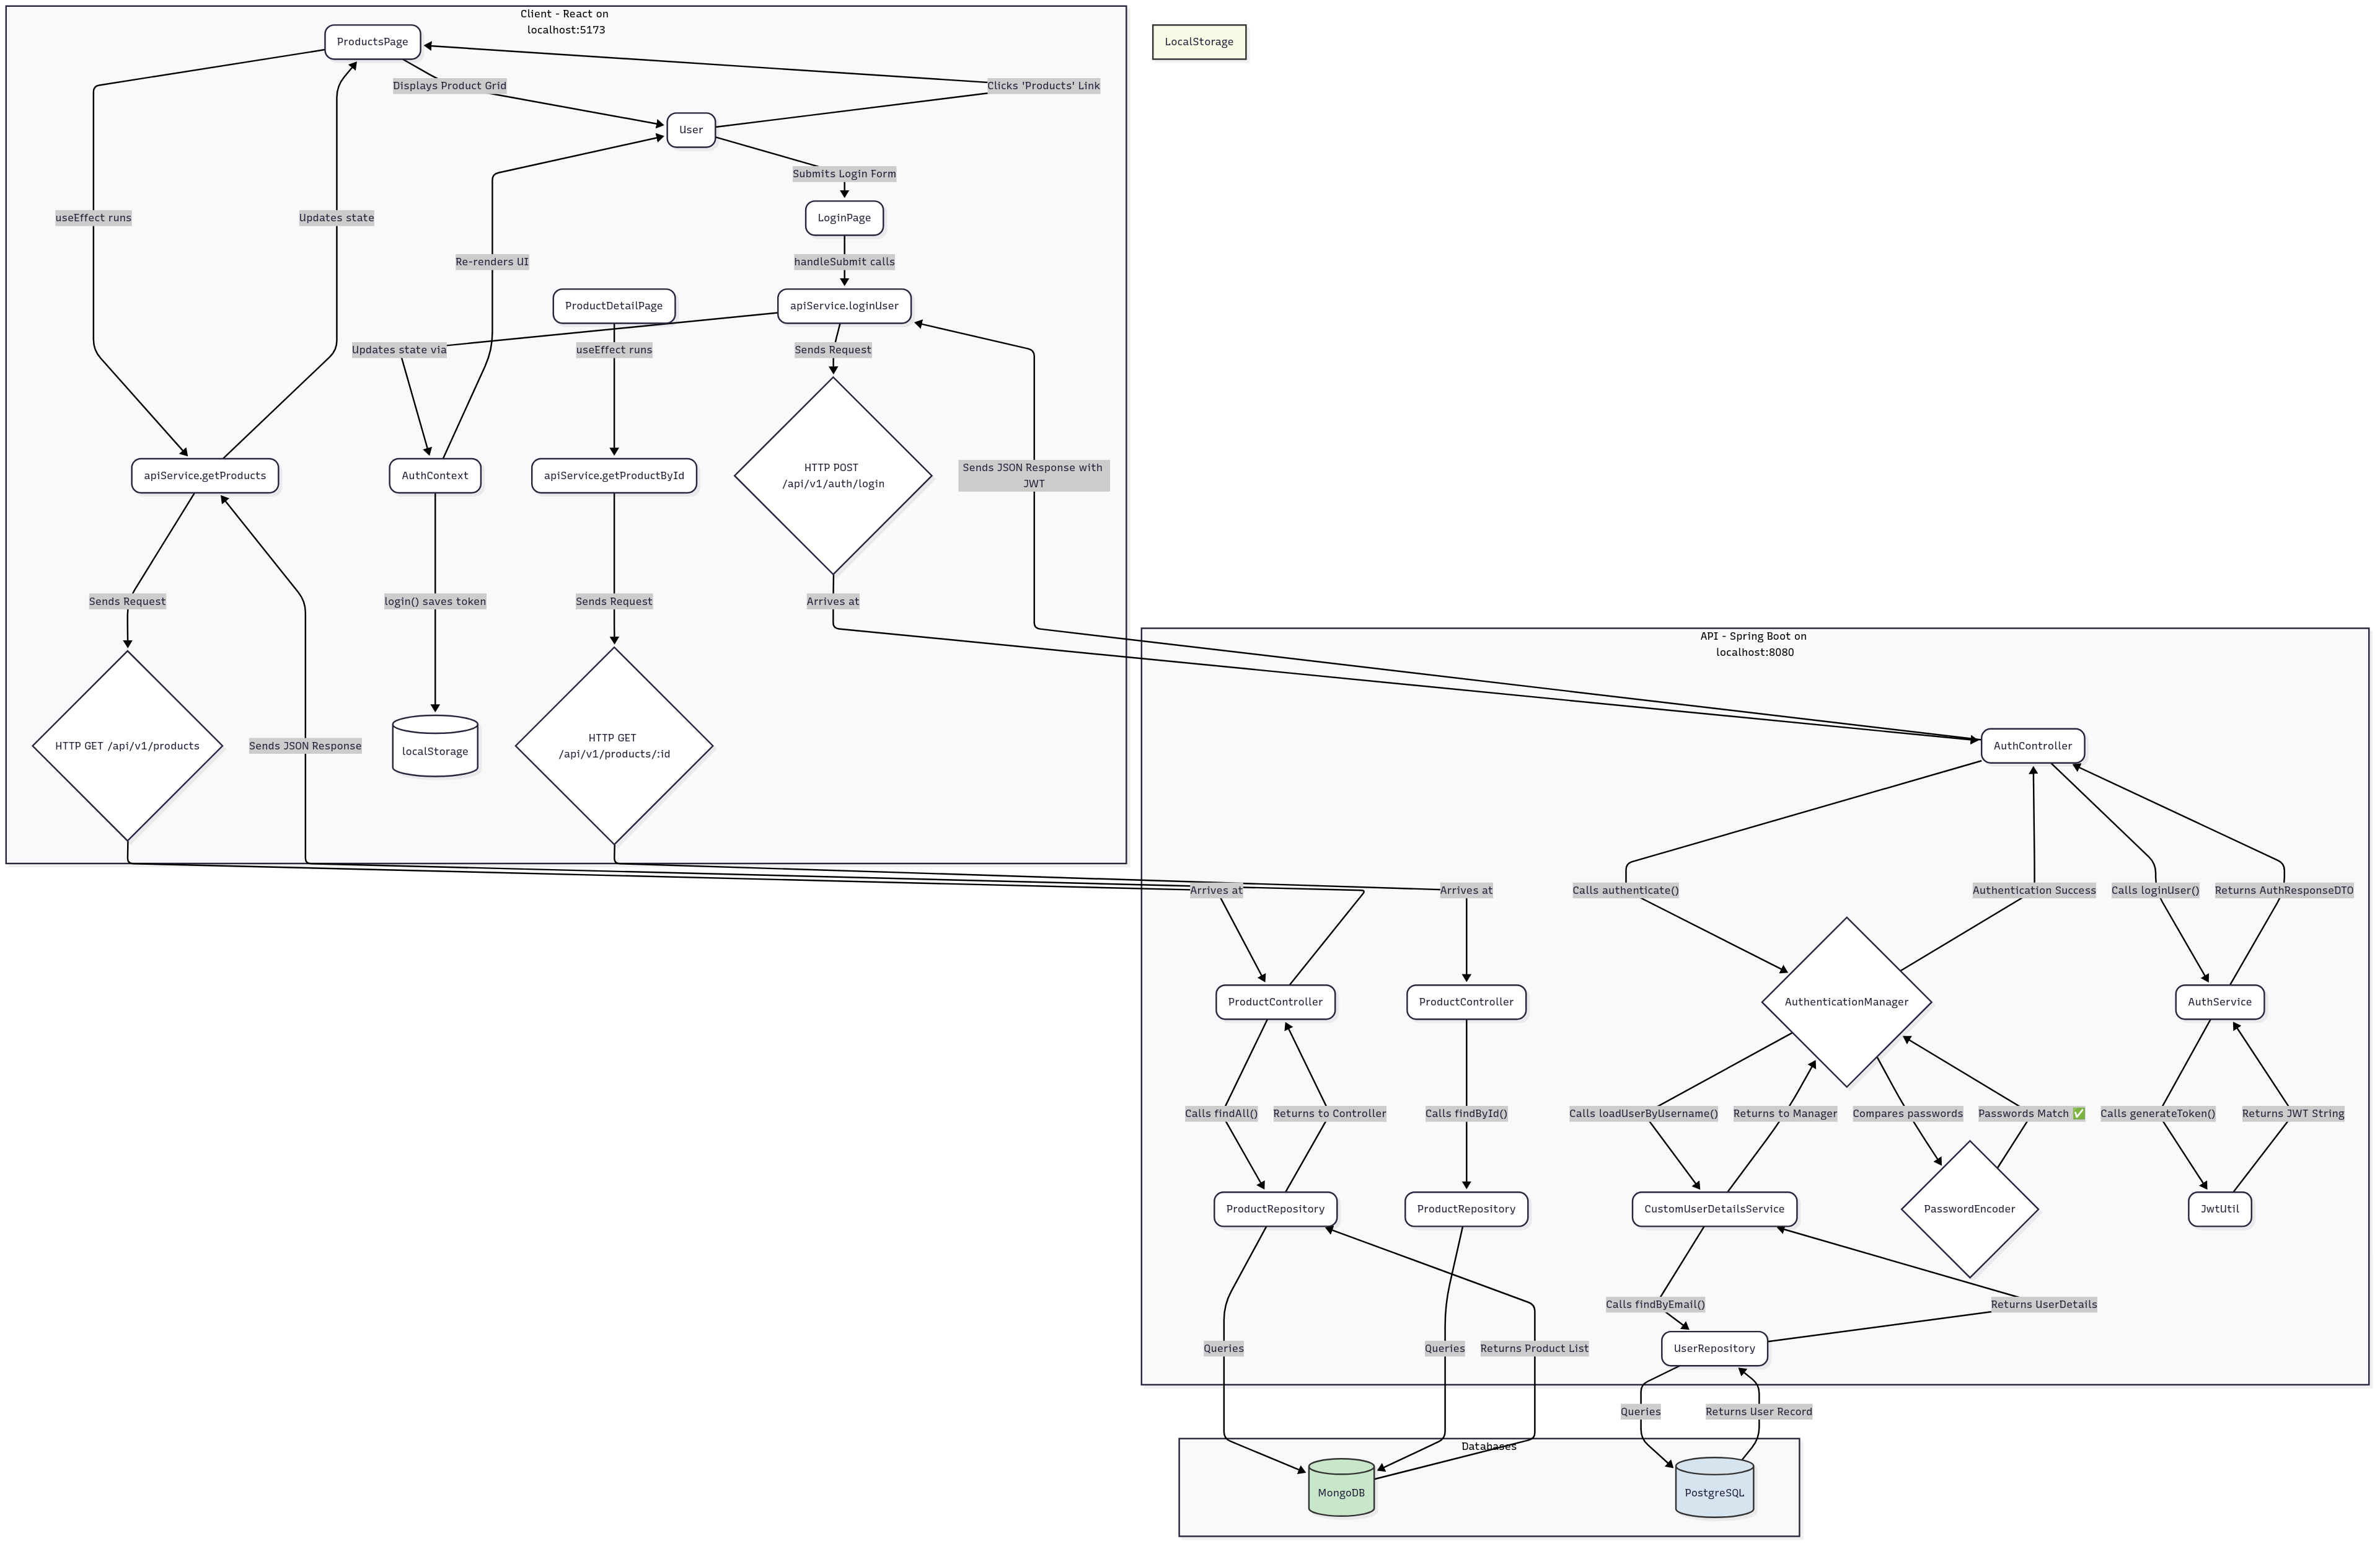 Client - React on
localhost:5173
ProductsPage
LocalStorage
Displays Product Grid
Clicks 'Products' Link
User
Submits Login Form
useEffect runs
Updates state
LoginPage
Re-renders UI
handleSubmit calls
ProductDetailPage
apiService.loginUser
Updates state via
useEffect runs
Sends Request
apiService.getProducts
AuthContext
apiService.getProductById
HTTP POST
/api/v1/auth/login
Sends JSON Response with
JWT
Sends Request
login() saves token
Sends Request
Arrives at
API - Spring Boot on
localhost:8080
HTTP GET /api/v1/products
Sends JSON Response
localStorage
HTTP GET
/api/v1/products/:id
AuthController
Arrives at
Arrives at
Calls authenticate()
Authentication Success
Calls loginUser()
Returns AuthResponseDTO
ProductController
ProductController
AuthenticationManager
AuthService
Calls findAll()
Returns to Controller
Calls findById()
Calls loadUserByUsername()
Returns to Manager
Compares passwords
Passwords Match ✅
Calls generateToken()
Returns JWT String
ProductRepository
ProductRepository
CustomUserDetailsService
PasswordEncoder
JwtUtil
Calls findByEmail()
Returns UserDetails
Queries
Queries
Returns Product List
UserRepository
Queries
Returns User Record
Databases
MongoDB
PostgreSQL